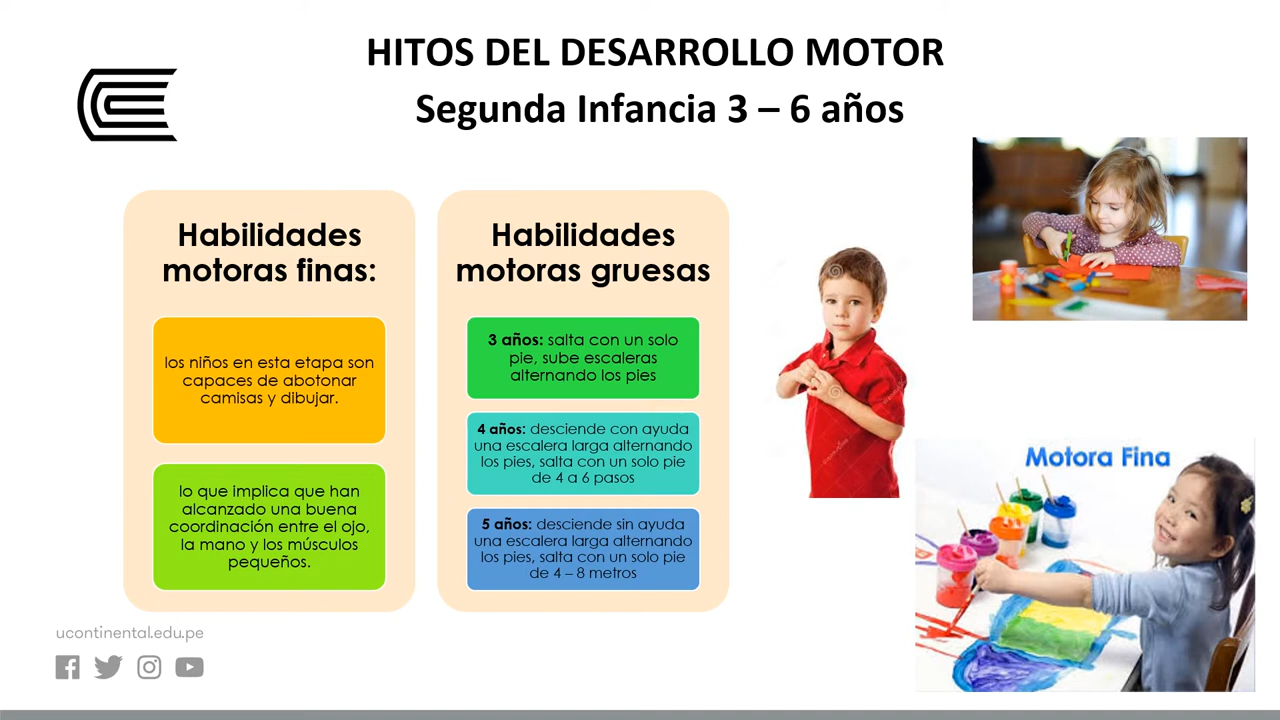 HITOS DEL DESARROLLO MOTOR
Segunda Infancia 3 – 6 años
Habilidades
motoras finas:
los niños en esta etapa son
capaces de abotonar
camisas y dibujar.
lo que implica que han
alcanzado una buena
coordinación entre el ojo,
la mano y los músculos
pequeños.
Habilidades
motoras gruesas
3 años: salta con un solo
pie, sube escaleras
alternando los pies
4 años: desciende con ayuda
una escalera larga alternando
los pies, salta con un solo pie
de 4 a 6 pasos
5 años: desciende sin ayuda
una escalera larga alternando
los pies, salta con un solo pie
de 4 – 8 metros
Motora Fina
ucontinental.edu.pe